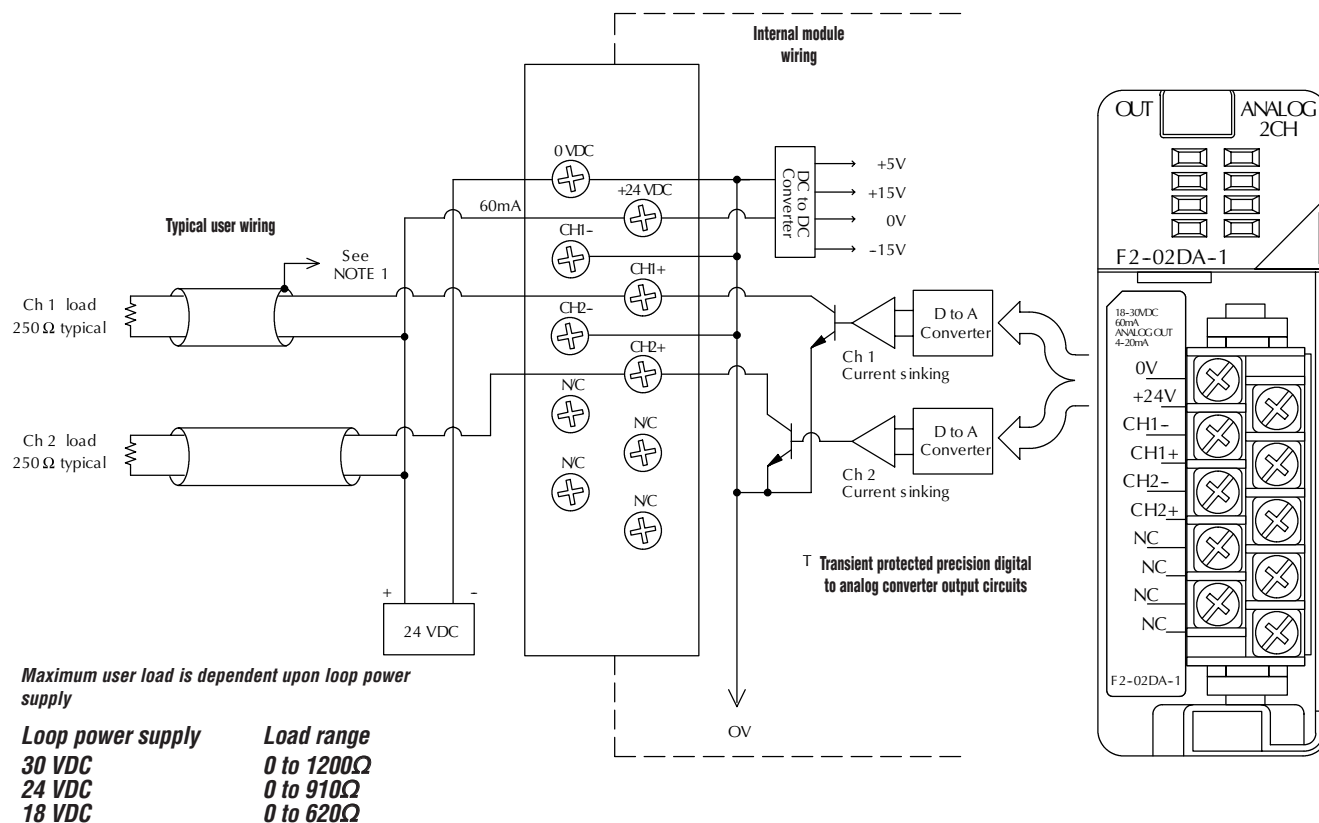 Internal module
wiring
OUT
ANALOG
2CH
0 VDC
+24 VDC
60mA
DC to DC
Converter
+5V
+15V
0V
-15V
Typical user wiring
See
NOTE 1
CH1-
CH1+
CH2-
CH2+
N/C
N/C
N/C
N/C
Ch 1 load
250 Ω typical
Ch 2 load
250 Ω typical
D to A
Converter
Ch 1
Current sinking
D to A
Converter
Ch 2
Current sinking
T Transient protected precision digital
to analog converter output circuits
+
-
24 VDC
OV
F2-02DA-1
18-30VDC
60mA
ANALOG OUT
4-20mA
0V
+24V
CH1-
CH1+
CH2-
CH2+
NC
NC
NC
NC
F2-02DA-1
Maximum user load is dependent upon loop power
supply
Loop power supply Load range
30 VDC 0 to 1200Ω
24 VDC 0 to 910Ω
18 VDC 0 to 620Ω